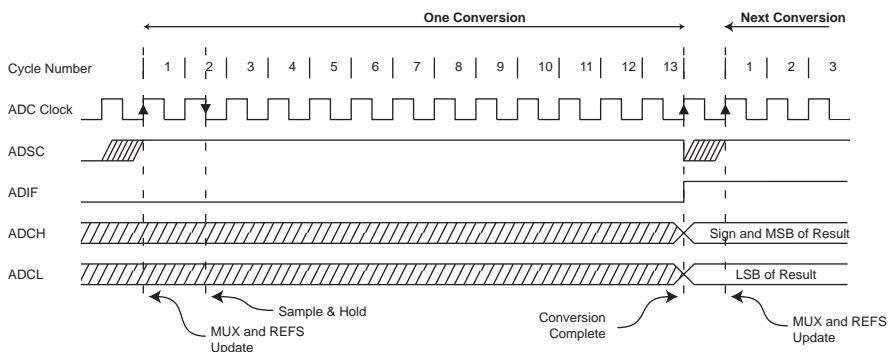 One Conversion
Next Conversion
Cycle Number
1 2 3 4 5 6 7 8 9 10 11 12 13 1 2 3
ADC Clock
ADSC
ADIF
ADCH
Sign and MSB of Result
ADCL
LSB of Result
MUX and REFS
Update
Sample & Hold
Conversion
Complete
MUX and REFS
Update